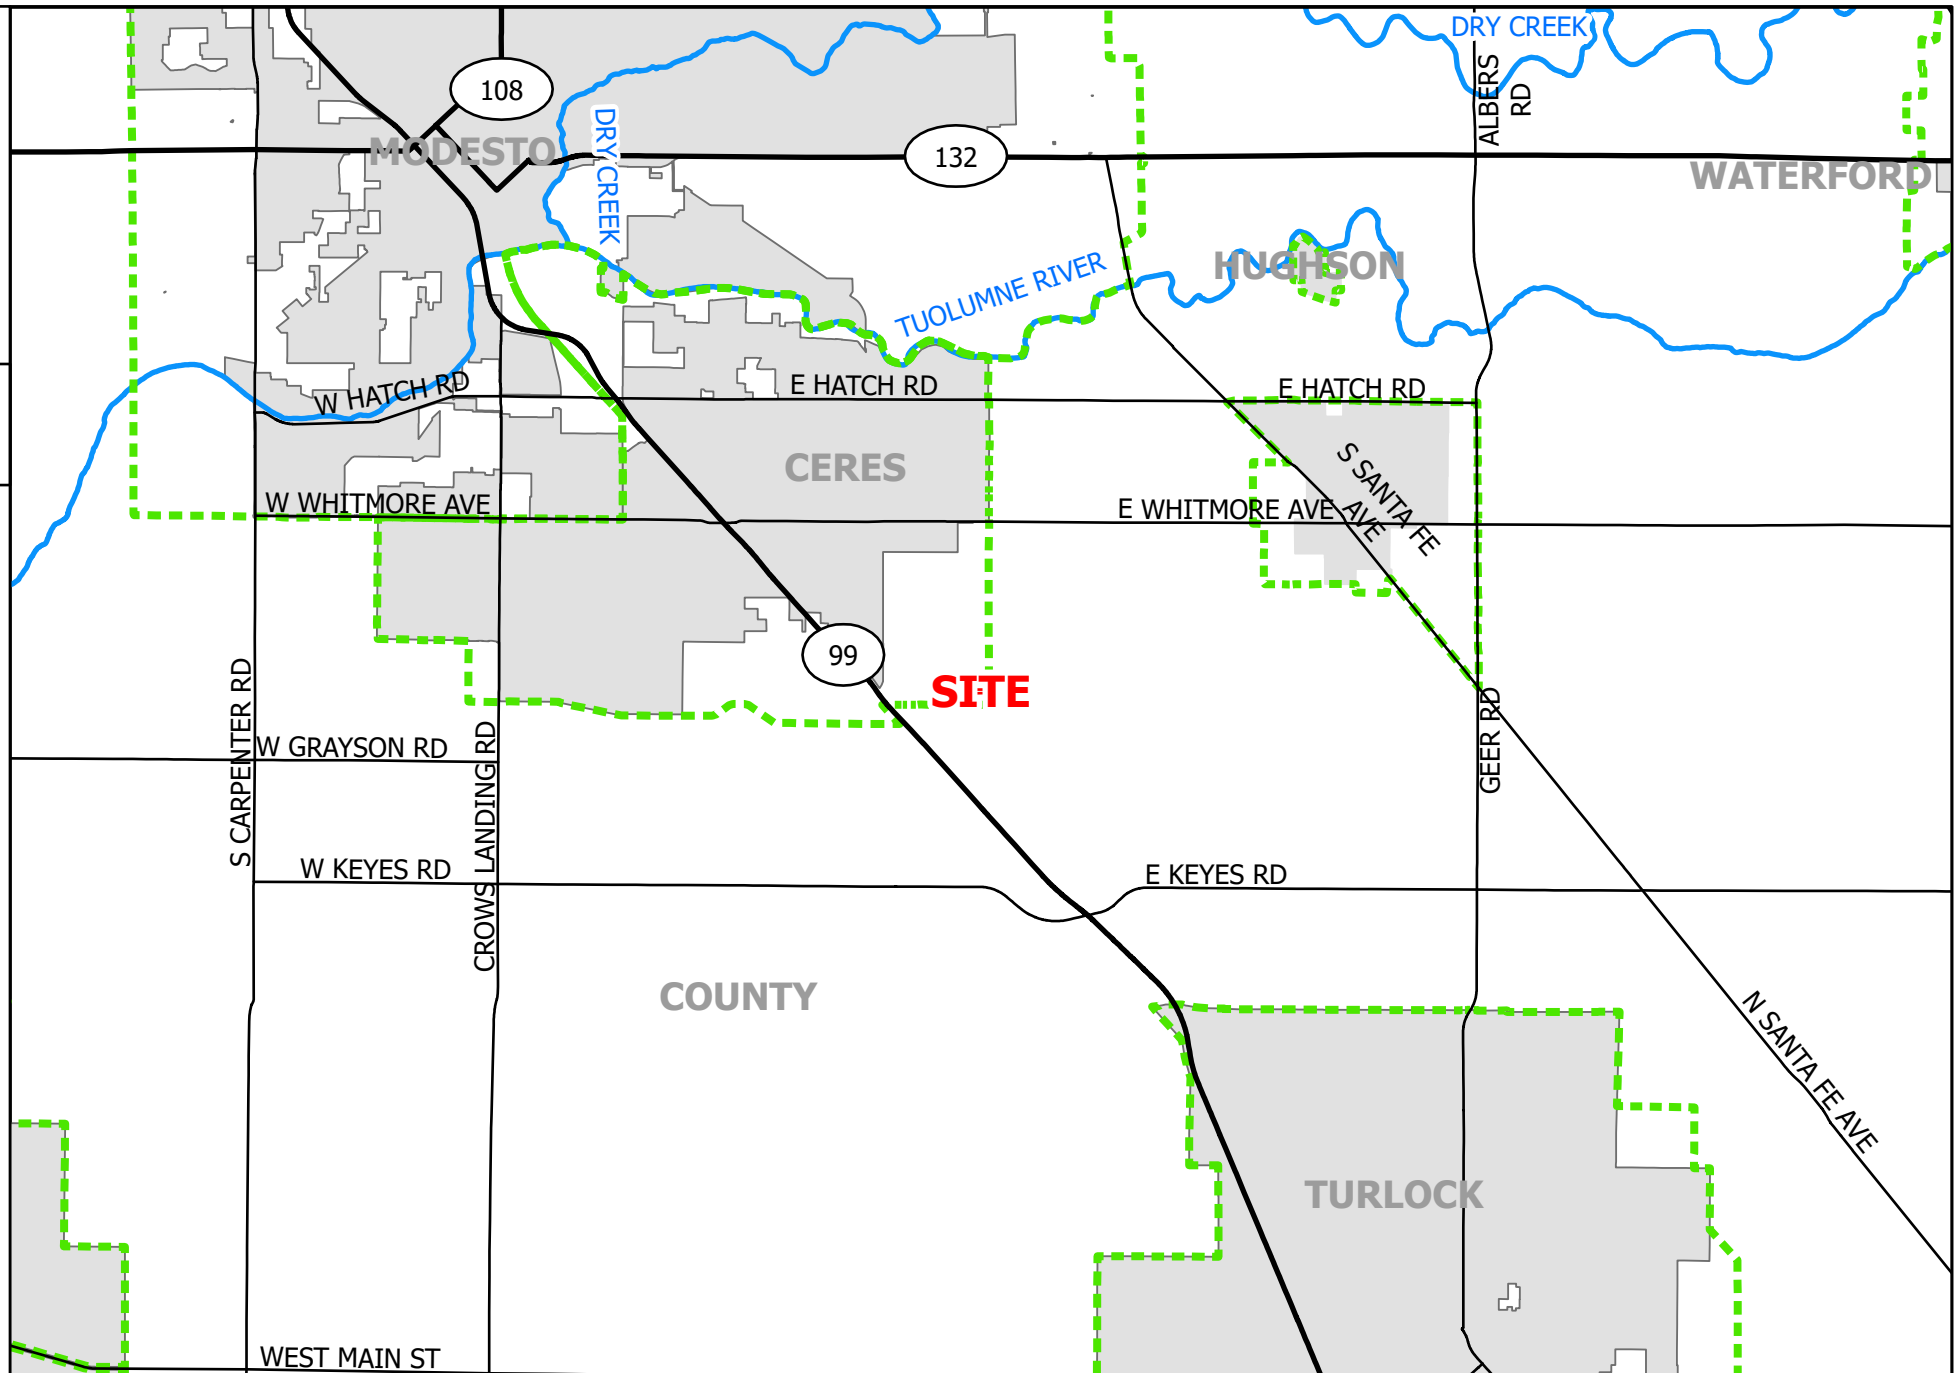 DRY CREEK
ALBERS
RD
108
MODESTO
DRY CREEK
132
WATERFORD
HUGHSON
TUOLUMNE RIVER
W HATCH RD
E HATCH RD
E HATCH RD
CERES
S SANTA FE
AVE
W WHITMORE AVE
E WHITMORE AVE
99
SITE
S CARPENTER RD
W GRAYSON RD
CROWS LANDING RD
GEER RD
W KEYES RD
E KEYES RD
COUNTY
N SANTA FE AVE
TURLOCK
WEST MAIN ST